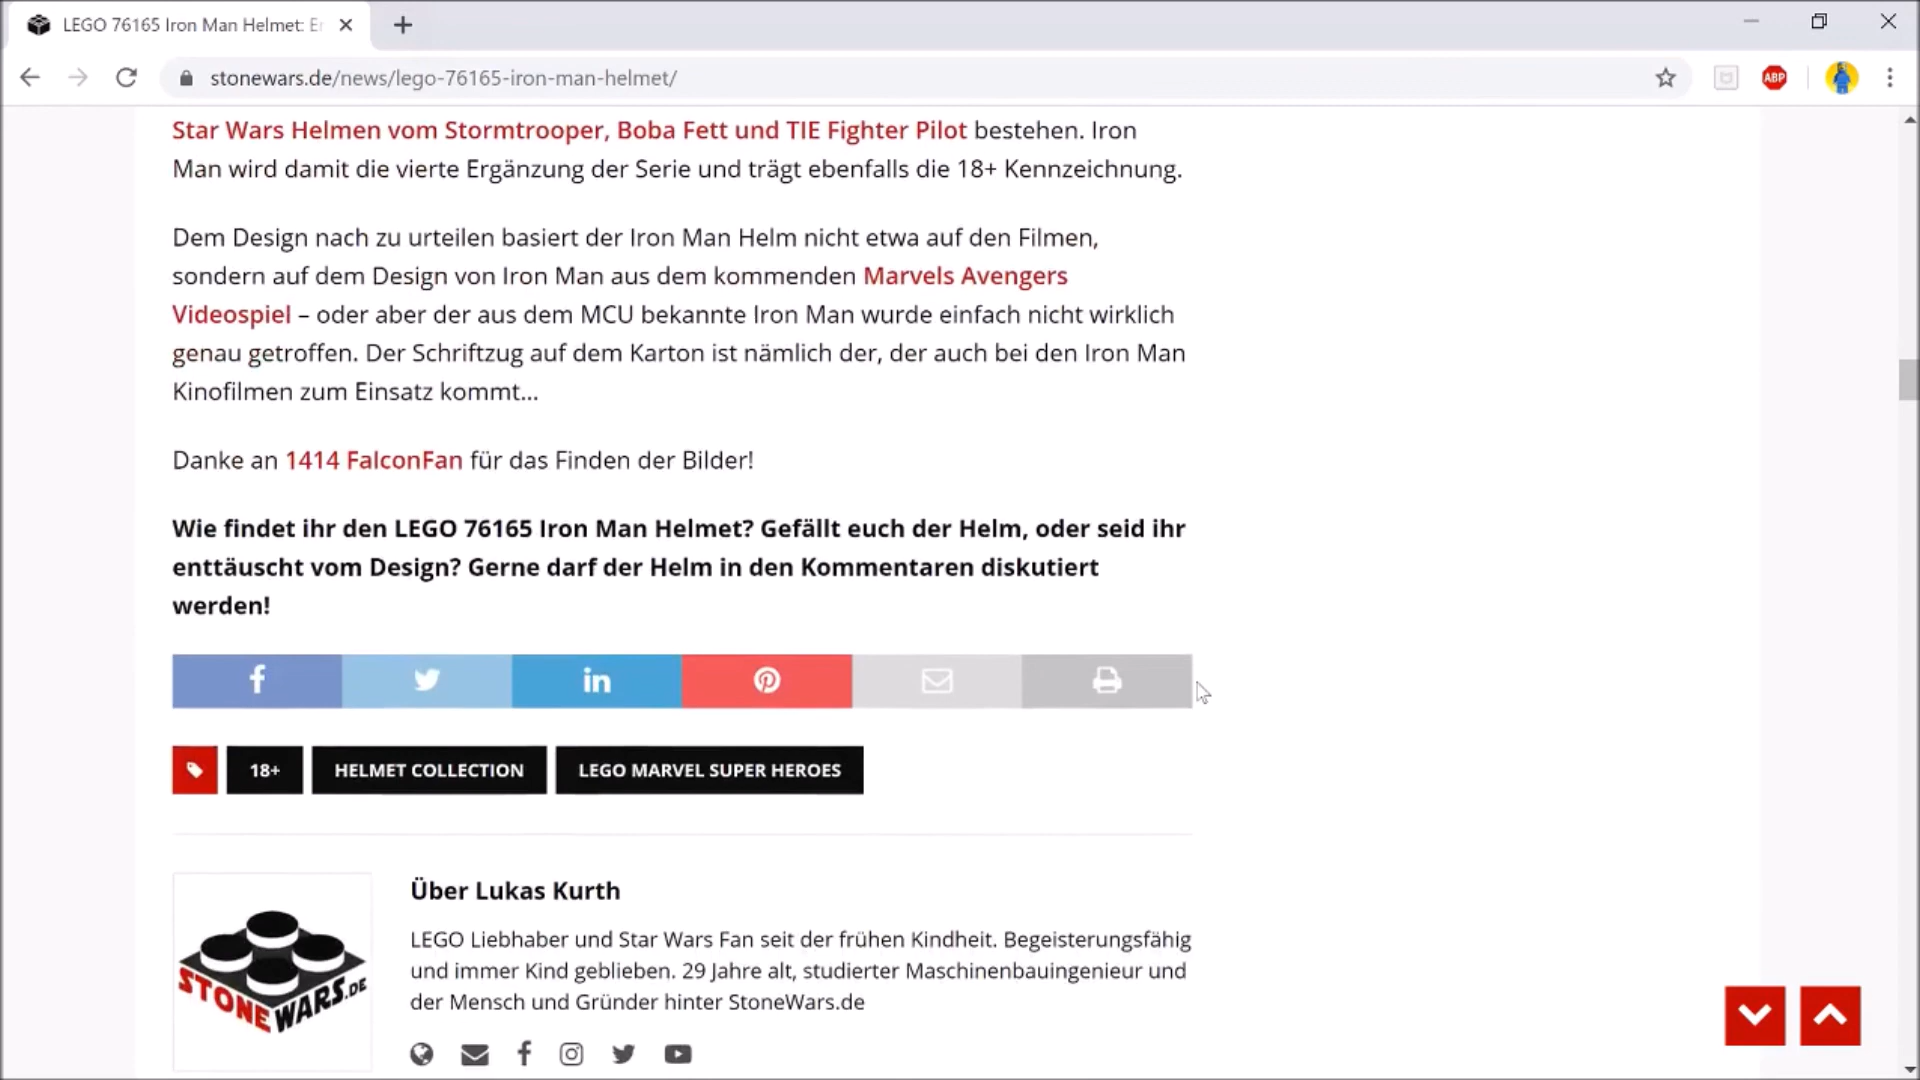 LEGO 76165 Iron Man Helmet: Er
stonewars.de/news/lego-76165-iron-man-helmet/
ABP
Star Wars Helmen vom Stormtrooper, Boba Fett und TIE Fighter Pilot bestehen. Iron
Man wird damit die vierte Ergänzung der Serie und trägt ebenfalls die 18+ Kennzeichnung.
Dem Design nach zu urteilen basiert der Iron Man Helm nicht etwa auf den Filmen,
sondern auf dem Design von Iron Man aus dem kommenden Marvels Avengers
Videospiel – oder aber der aus dem MCU bekannte Iron Man wurde einfach nicht wirklich
genau getroffen. Der Schriftzug auf dem Karton ist nämlich der, der auch bei den Iron Man
Kinofilmen zum Einsatz kommt...
Danke an 1414 FalconFan für das Finden der Bilder!
Wie findet ihr den LEGO 76165 Iron Man Helmet? Gefällt euch der Helm, oder seid ihr
enttäuscht vom Design? Gerne darf der Helm in den Kommentaren diskutiert
werden!
18+ HELMET COLLECTION LEGO MARVEL SUPER HEROES
Über Lukas Kurth
LEGO Liebhaber und Star Wars Fan seit der frühen Kindheit. Begeisterungsfähig
und immer Kind geblieben. 29 Jahre alt, studierter Maschinenbauingenieur und
der Mensch und Gründer hinter StoneWars.de
STONE WARS.DE